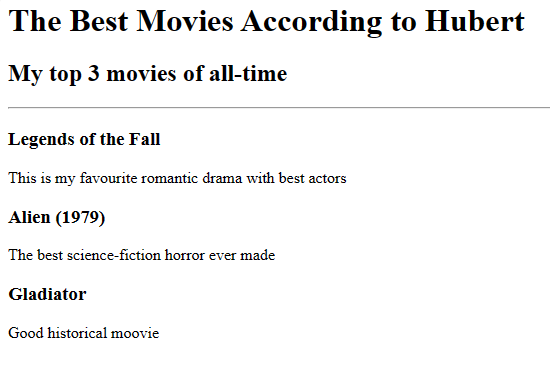 The Best Movies According to Hubert
My top 3 movies of all-time
Legends of the Fall
This is my favourite romantic drama with best actors
Alien (1979)
The best science-fiction horror ever made
Gladiator
Good historical moovie